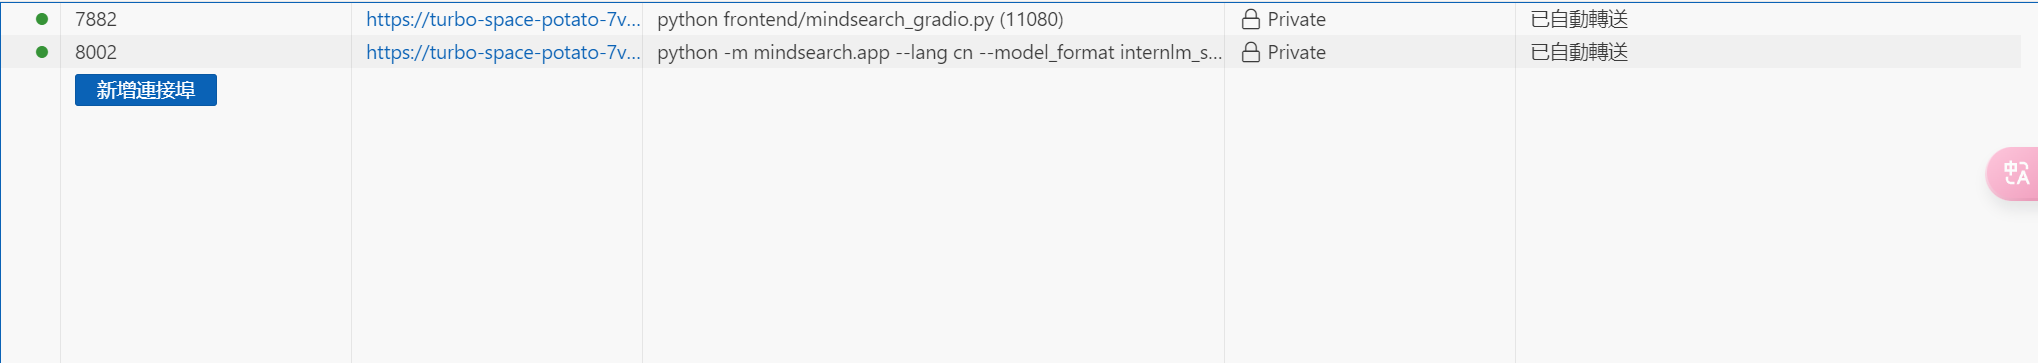 7882 https://turbo-space-potato-7v... python frontend/mindsearch_gradio.py (11080) Private 已自動轉送
8002 https://turbo-space-potato-7v... python -m mindsearch.app --lang cn --model_format internlm_s... Private 已自動轉送
新增連接埠
中A